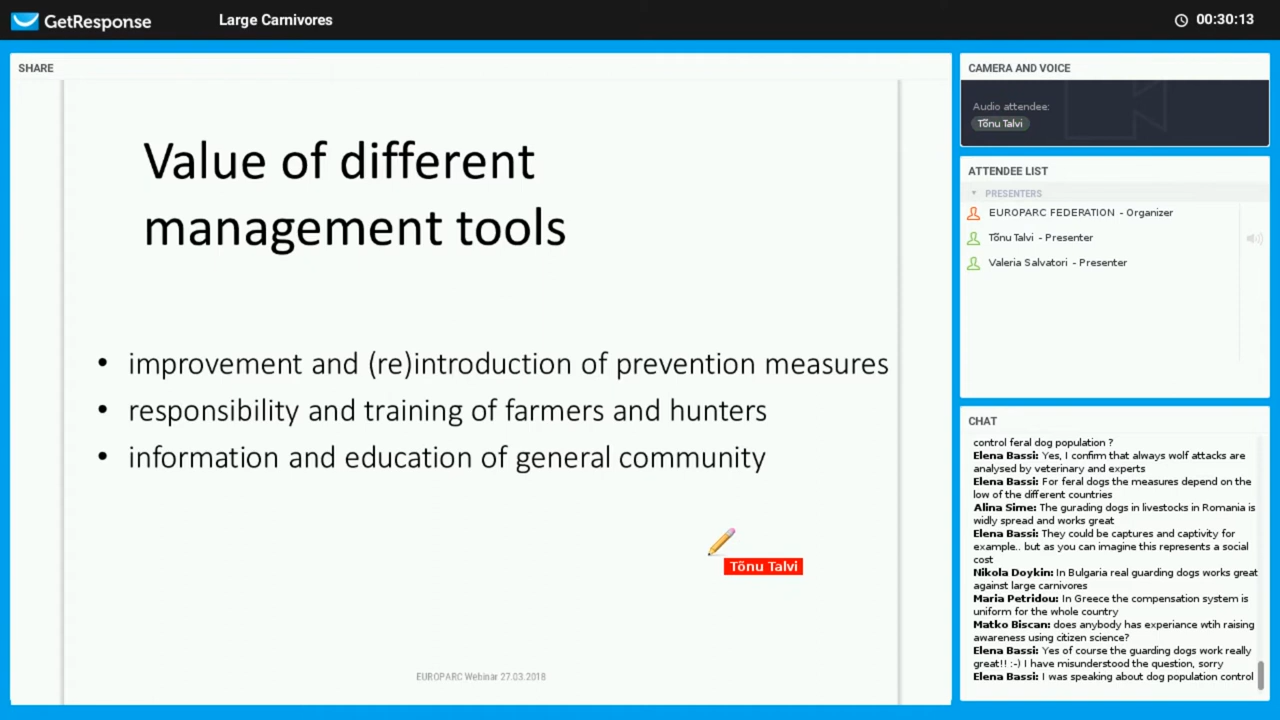 GetResponse
Large Carnivores
00:30:13
SHARE
Value of different
management tools
• improvement and (re)introduction of prevention measures
• responsibility and training of farmers and hunters
• information and education of general community
Tõnu Talvi
EUROPARC Webinar 27.03.2018
CAMERA AND VOICE
Audio attendee:
Tõnu Talvi
ATTENDEE LIST
PRESENTERS
EUROPARC FEDERATION - Organizer
Tõnu Talvi - Presenter
Valeria Salvatori - Presenter
CHAT
control feral dog population ?
Elena Bassi: Yes, I confirm that always wolf attacks are
analysed by veterinary and experts
Elena Bassi: For feral dogs the measures depend on the
low of the different countries
Alina Sime: The gurading dogs in livestocks in Romania is
widly spread and works great
Elena Bassi: They could be captures and captivity for
example.. but as you can imagine this represents a social
cost
Nikola Doykin: In Bulgaria real guarding dogs works great
against large carnivores
Maria Petridou: In Greece the compensation system is
uniform for the whole country
Matko Biscan: does anybody has experiance wtih raising
awareness using citizen science?
Elena Bassi: Yes of course the guarding dogs work really
great!! :-) I have misunderstood the question, sorry
Elena Bassi: I was speaking about dog population control